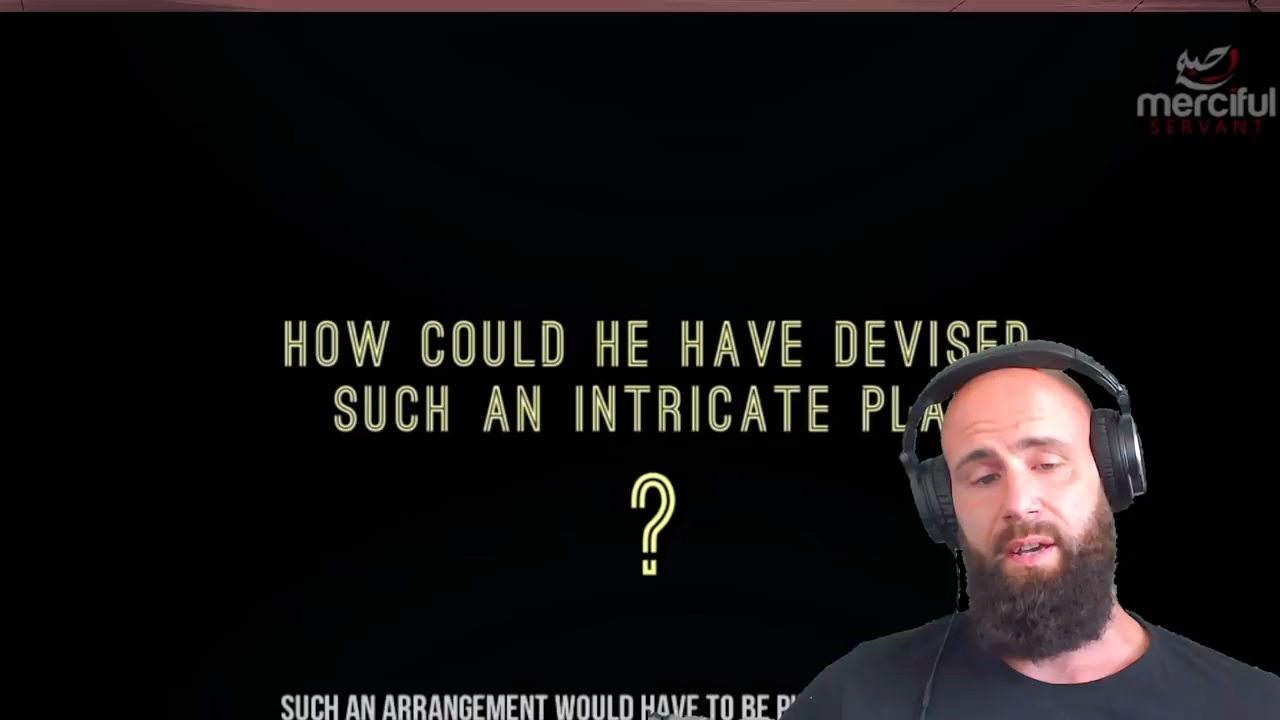 merciful
SERVANT
HOW COULD HE HAVE DEVISED
SUCH AN INTRICATE
?
SUCH AN ARRANGEMENT WOULD HAVE TO BE